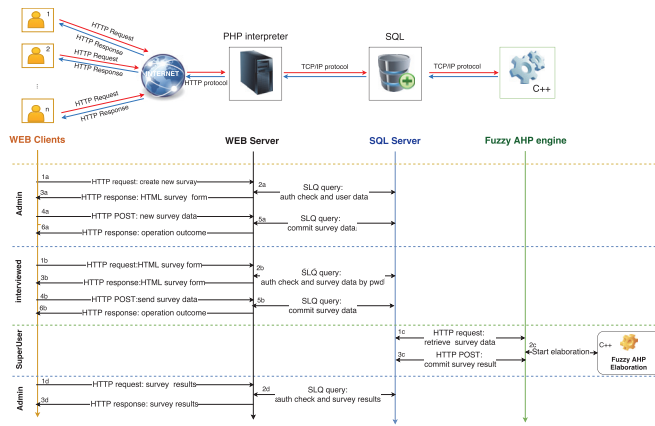 1
HTTP Request
HTTP Response
2
HTTP Request
HTTP Response
⋮
n
HTTP Request
HTTP Response
INTERNET
HTTP protocol
PHP interpreter
TCP/IP protocol
SQL
TCP/IP protocol
C++
WEB Clients
WEB Server
SQL Server
Fuzzy AHP engine
Admin
1a
HTTP request: create new survay
2a
SLQ query:
auth check and user data
3a
HTTP response: HTML survey form
4a
HTTP POST: new survey data
5a
SLQ query:
commit survey data
6a
HTTP response: operation outcome
interviewed
1b
HTTP request:HTML survey form
2b
SLQ query:
auth check and survey data by pwd
3b
HTTP response:HTML survey form
4b
HTTP POST:send survey data
5b
SLQ query:
commit survey data
6b
HTTP response: operation outcome
SuperUser
1c
HTTP request:
retrieve survey data
2c
Start elaboration
C++
Fuzzy AHP
Elaboration
3c
HTTP POST:
commit survey result
Admin
1d
HTTP request: survey results
2d
SLQ query:
auth check and survey results
3d
HTTP response: survey results